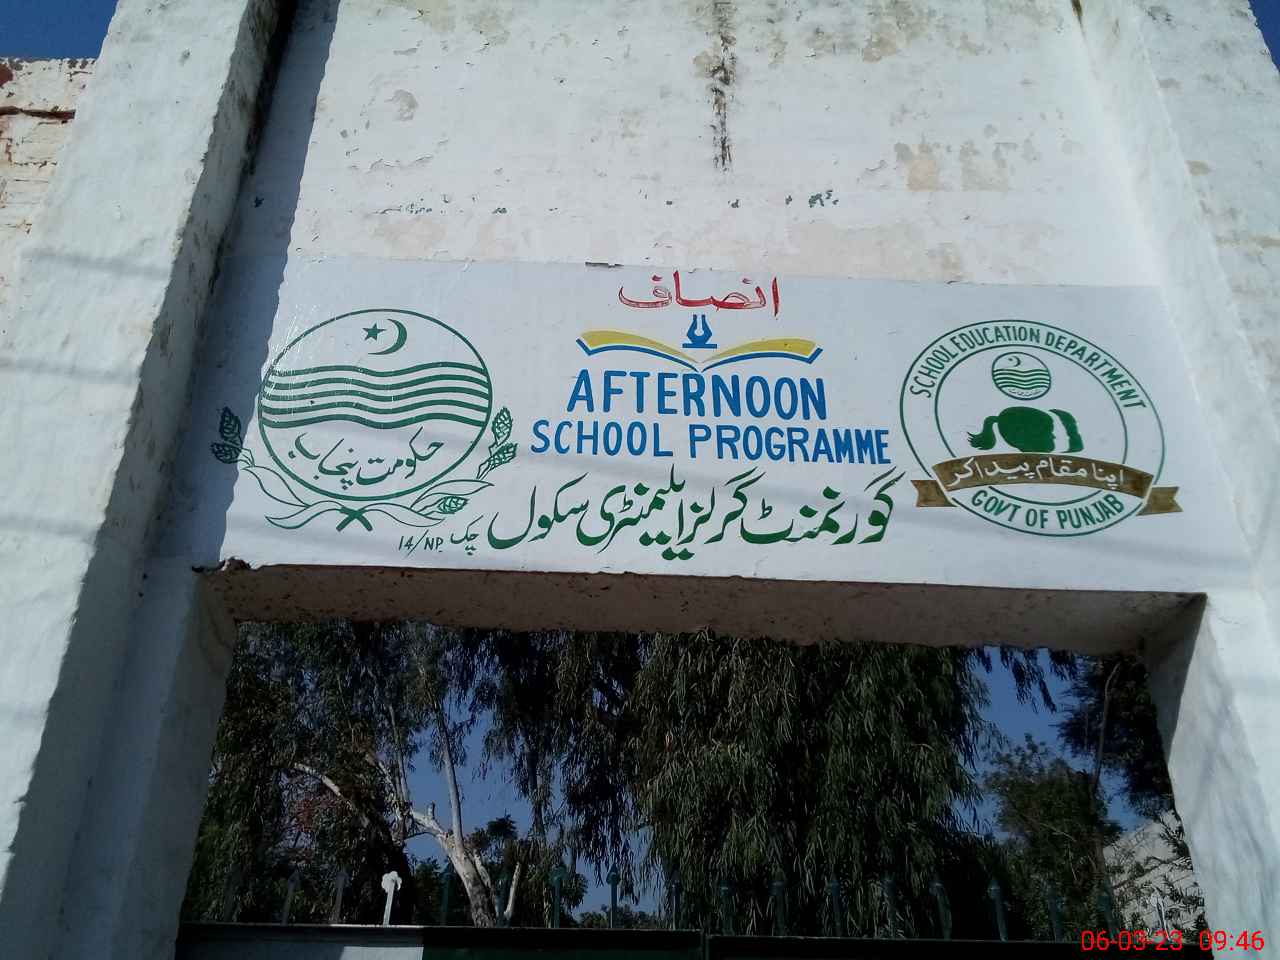 انصاف
AFTERNOON
SCHOOL PROGRAMME
گورنمنٹ گرلز ایلیمنٹری سکول
چک 14/NP
حکومت پنجاب
SCHOOL EDUCATION DEPARTMENT
اپنا مقام پیدا کر
GOVT OF PUNJAB
06-03-23 09:46